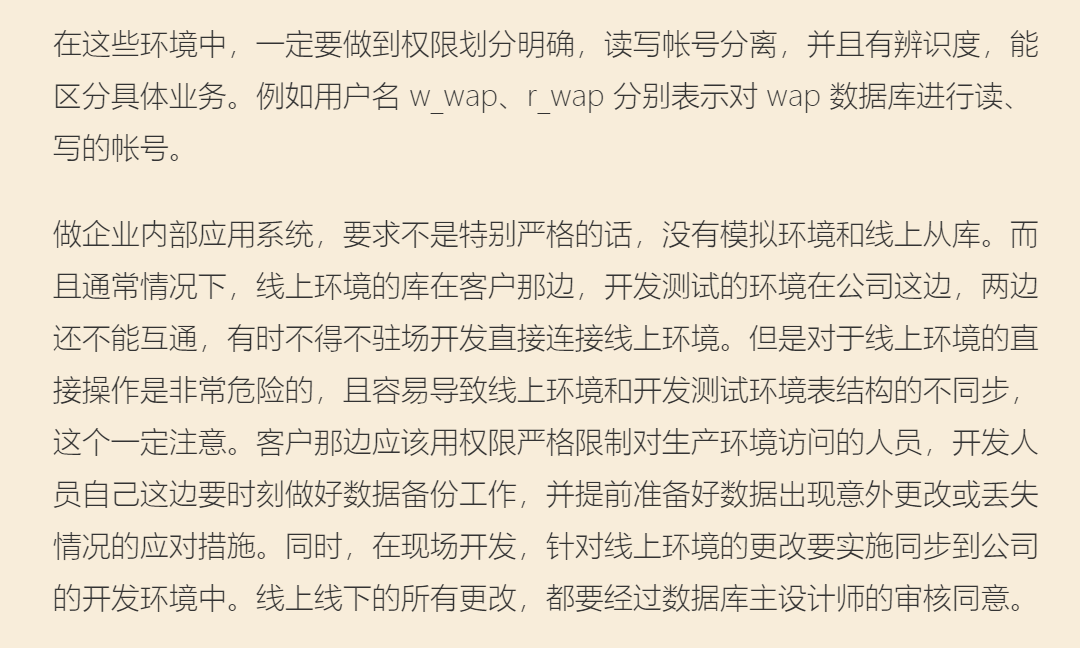 在这些环境中，一定要做到权限划分明确，读写帐号分离，并且有辨识度，能
区分具体业务。例如用户名 w_wap、r_wap 分别表示对 wap 数据库进行读、
写的帐号。
做企业内部应用系统，要求不是特别严格的话，没有模拟环境和线上从库。而
且通常情况下，线上环境的库在客户那边，开发测试的环境在公司这边，两边
还不能互通，有时不得不驻场开发直接连接线上环境。但是对于线上环境的直
接操作是非常危险的，且容易导致线上环境和开发测试环境表结构的不同步，
这个一定注意。客户那边应该用权限严格限制对生产环境访问的人员，开发人
员自己这边要时刻做好数据备份工作，并提前准备好数据出现意外更改或丢失
情况的应对措施。同时，在现场开发，针对线上环境的更改要实施同步到公司
的开发环境中。线上线下的所有更改，都要经过数据库主设计师的审核同意。